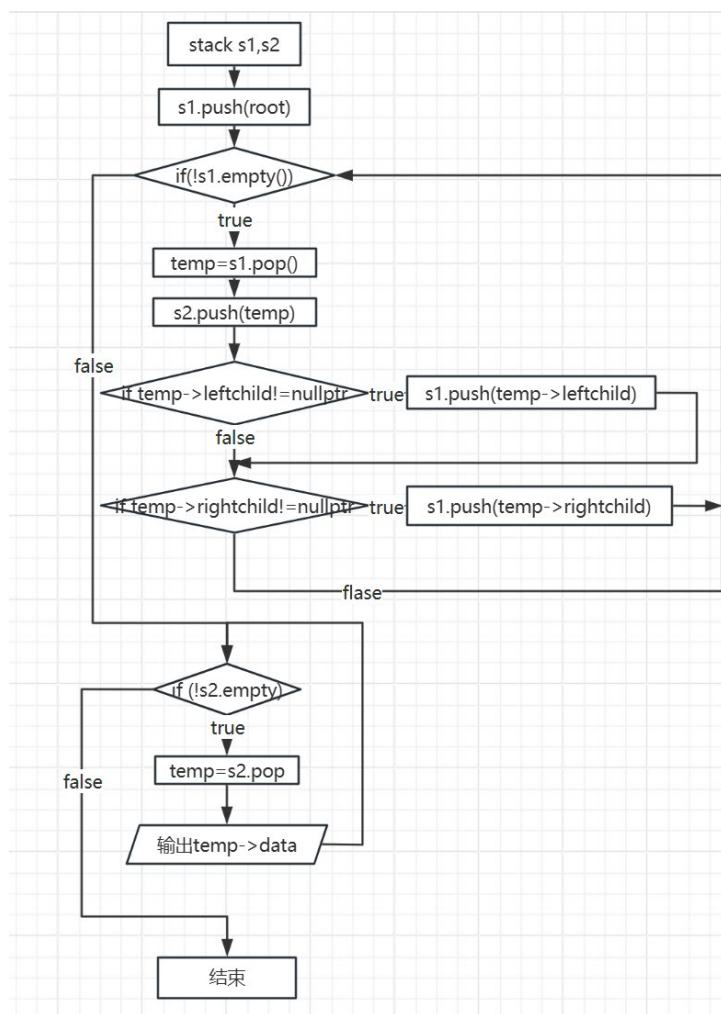 stack s1,s2
s1.push(root)
if(!s1.empty())
true
temp=s1.pop()
s2.push(temp)
false
if temp->leftchild!=nullptr
true
s1.push(temp->leftchild)
false
if temp->rightchild!=nullptr
true
s1.push(temp->rightchild)
flase
if (!s2.empty)
true
false
temp=s2.pop
输出temp->data
结束